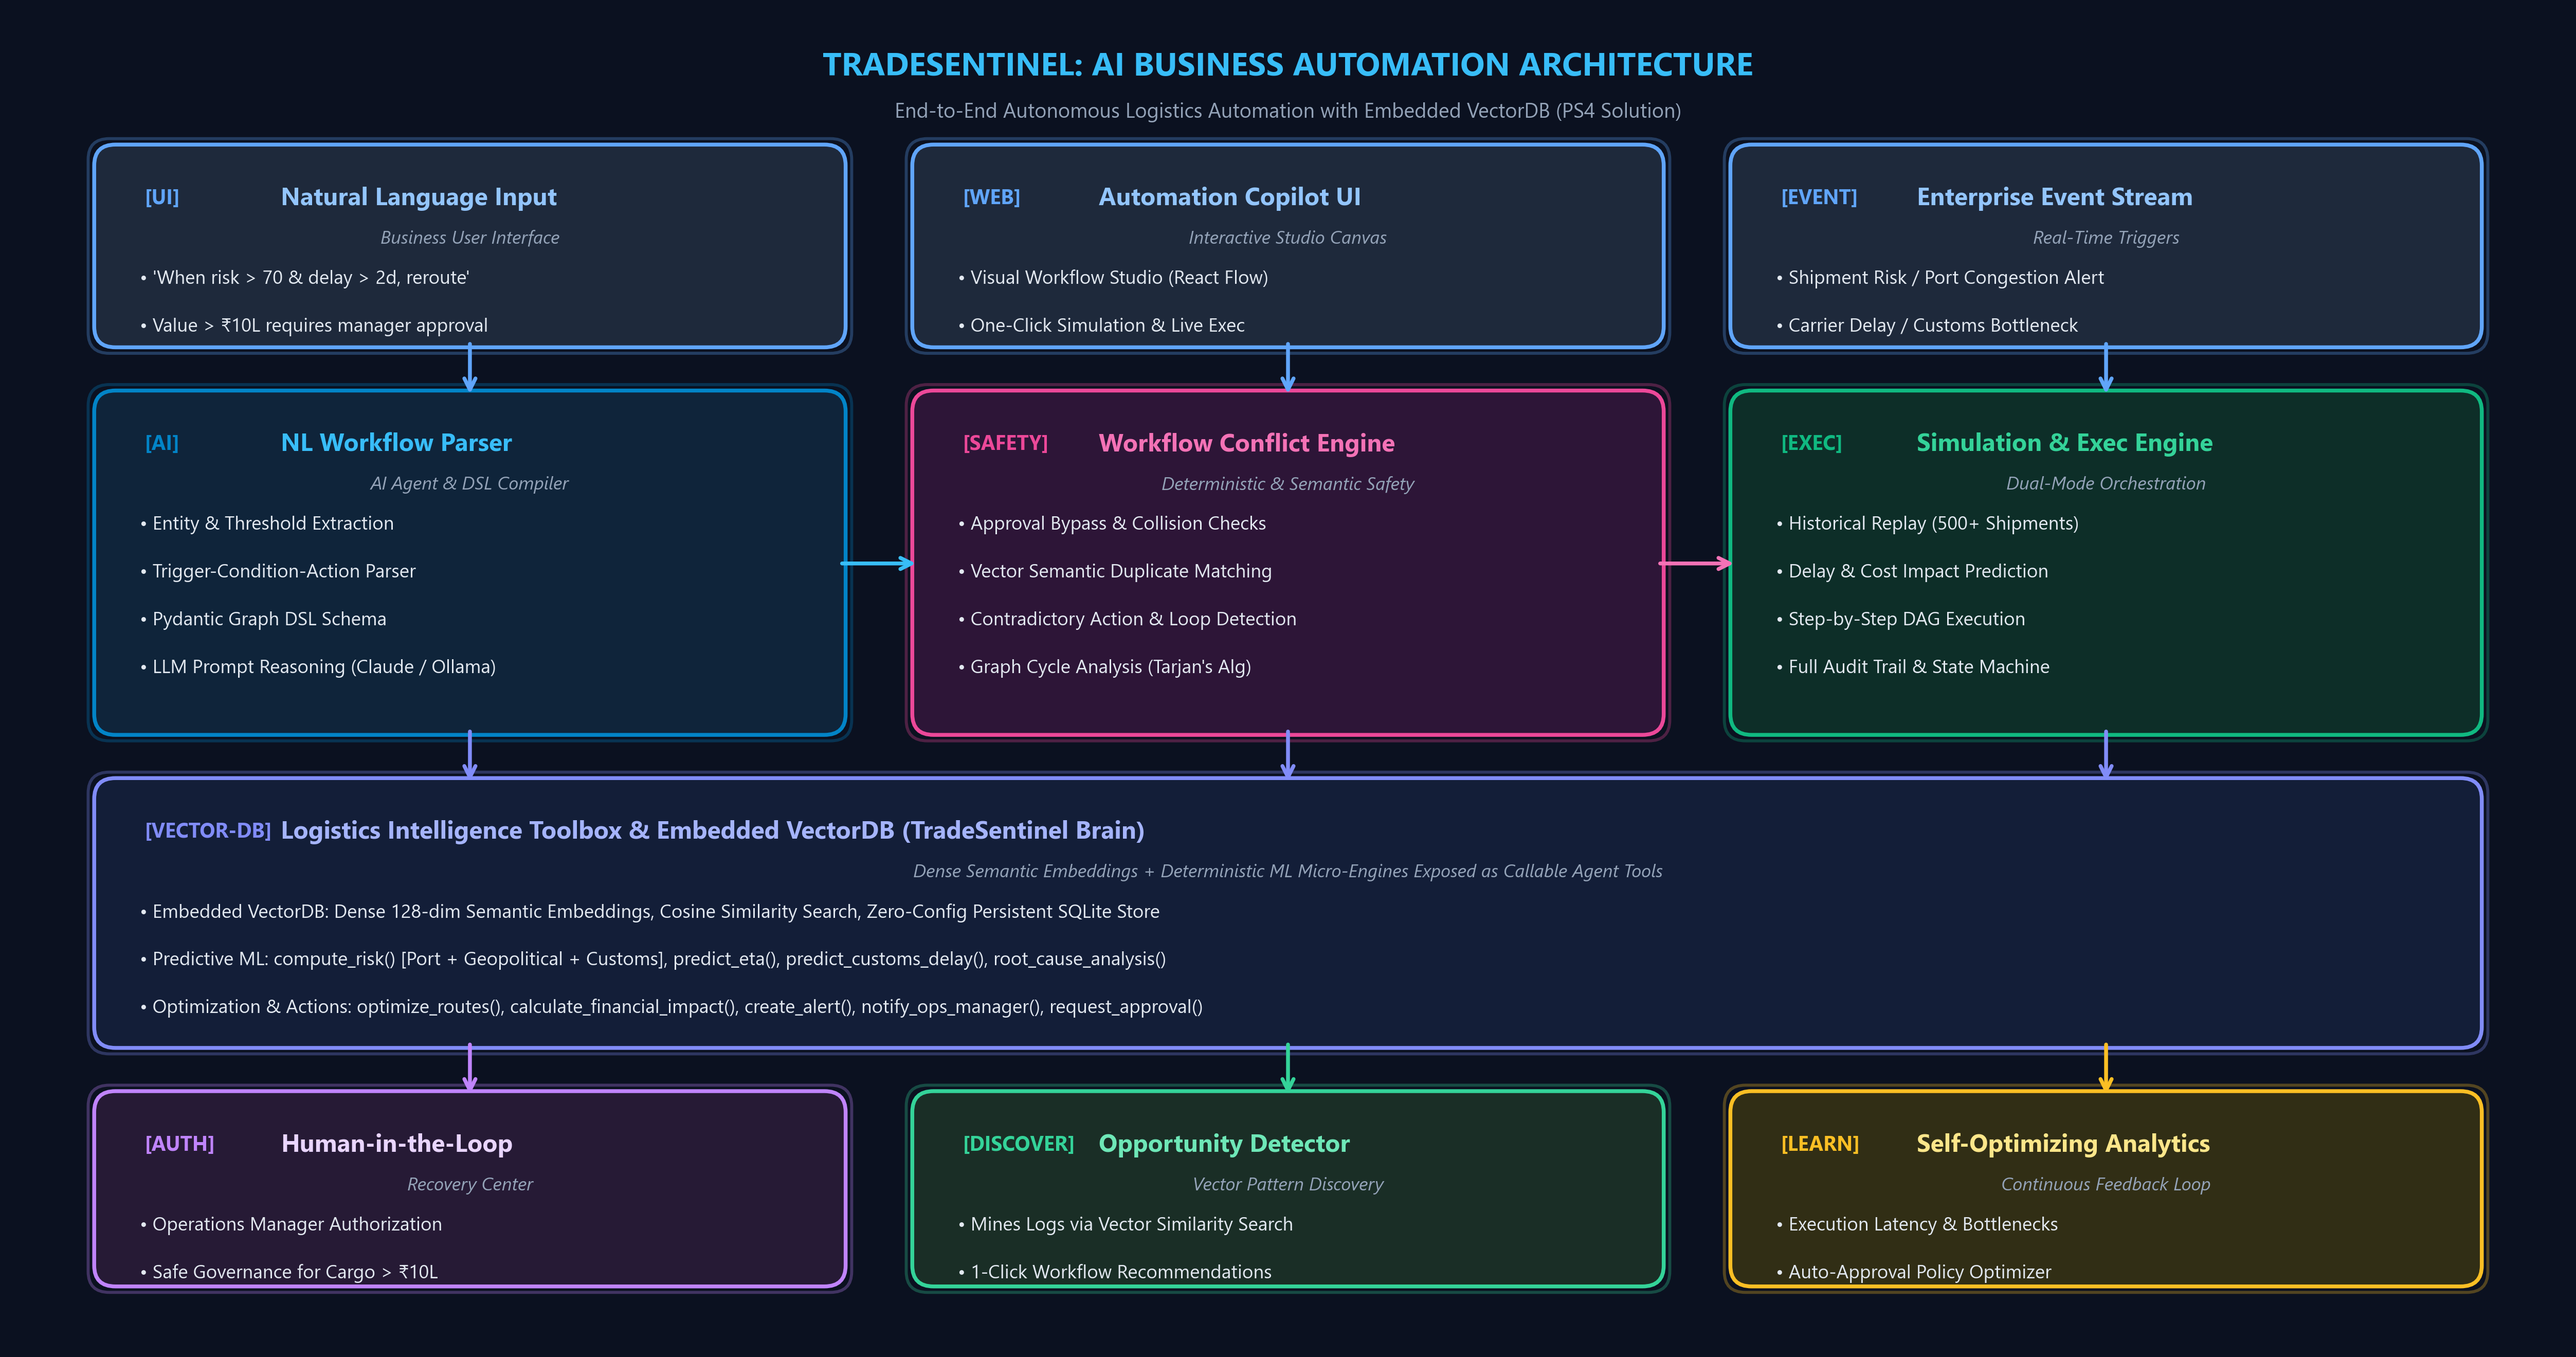 TRADESENTINEL: AI BUSINESS AUTOMATION ARCHITECTURE
End-to-End Autonomous Logistics Automation with Embedded VectorDB (PS4 Solution)
[UI] Natural Language Input
Business User Interface
• 'When risk > 70 & delay > 2d, reroute'
• Value > ₹10L requires manager approval
[WEB] Automation Copilot UI
Interactive Studio Canvas
• Visual Workflow Studio (React Flow)
• One-Click Simulation & Live Exec
[EVENT] Enterprise Event Stream
Real-Time Triggers
• Shipment Risk / Port Congestion Alert
• Carrier Delay / Customs Bottleneck
[AI] NL Workflow Parser
AI Agent & DSL Compiler
• Entity & Threshold Extraction
• Trigger-Condition-Action Parser
• Pydantic Graph DSL Schema
• LLM Prompt Reasoning (Claude / Ollama)
[SAFETY] Workflow Conflict Engine
Deterministic & Semantic Safety
• Approval Bypass & Collision Checks
• Vector Semantic Duplicate Matching
• Contradictory Action & Loop Detection
• Graph Cycle Analysis (Tarjan's Alg)
[EXEC] Simulation & Exec Engine
Dual-Mode Orchestration
• Historical Replay (500+ Shipments)
• Delay & Cost Impact Prediction
• Step-by-Step DAG Execution
• Full Audit Trail & State Machine
[VECTOR-DB] Logistics Intelligence Toolbox & Embedded VectorDB (TradeSentinel Brain)
Dense Semantic Embeddings + Deterministic ML Micro-Engines Exposed as Callable Agent Tools
• Embedded VectorDB: Dense 128-dim Semantic Embeddings, Cosine Similarity Search, Zero-Config Persistent SQLite Store
• Predictive ML: compute_risk() [Port + Geopolitical + Customs], predict_eta(), predict_customs_delay(), root_cause_analysis()
• Optimization & Actions: optimize_routes(), calculate_financial_impact(), create_alert(), notify_ops_manager(), request_approval()
[AUTH] Human-in-the-Loop
Recovery Center
• Operations Manager Authorization
• Safe Governance for Cargo > ₹10L
[DISCOVER] Opportunity Detector
Vector Pattern Discovery
• Mines Logs via Vector Similarity Search
• 1-Click Workflow Recommendations
[LEARN] Self-Optimizing Analytics
Continuous Feedback Loop
• Execution Latency & Bottlenecks
• Auto-Approval Policy Optimizer